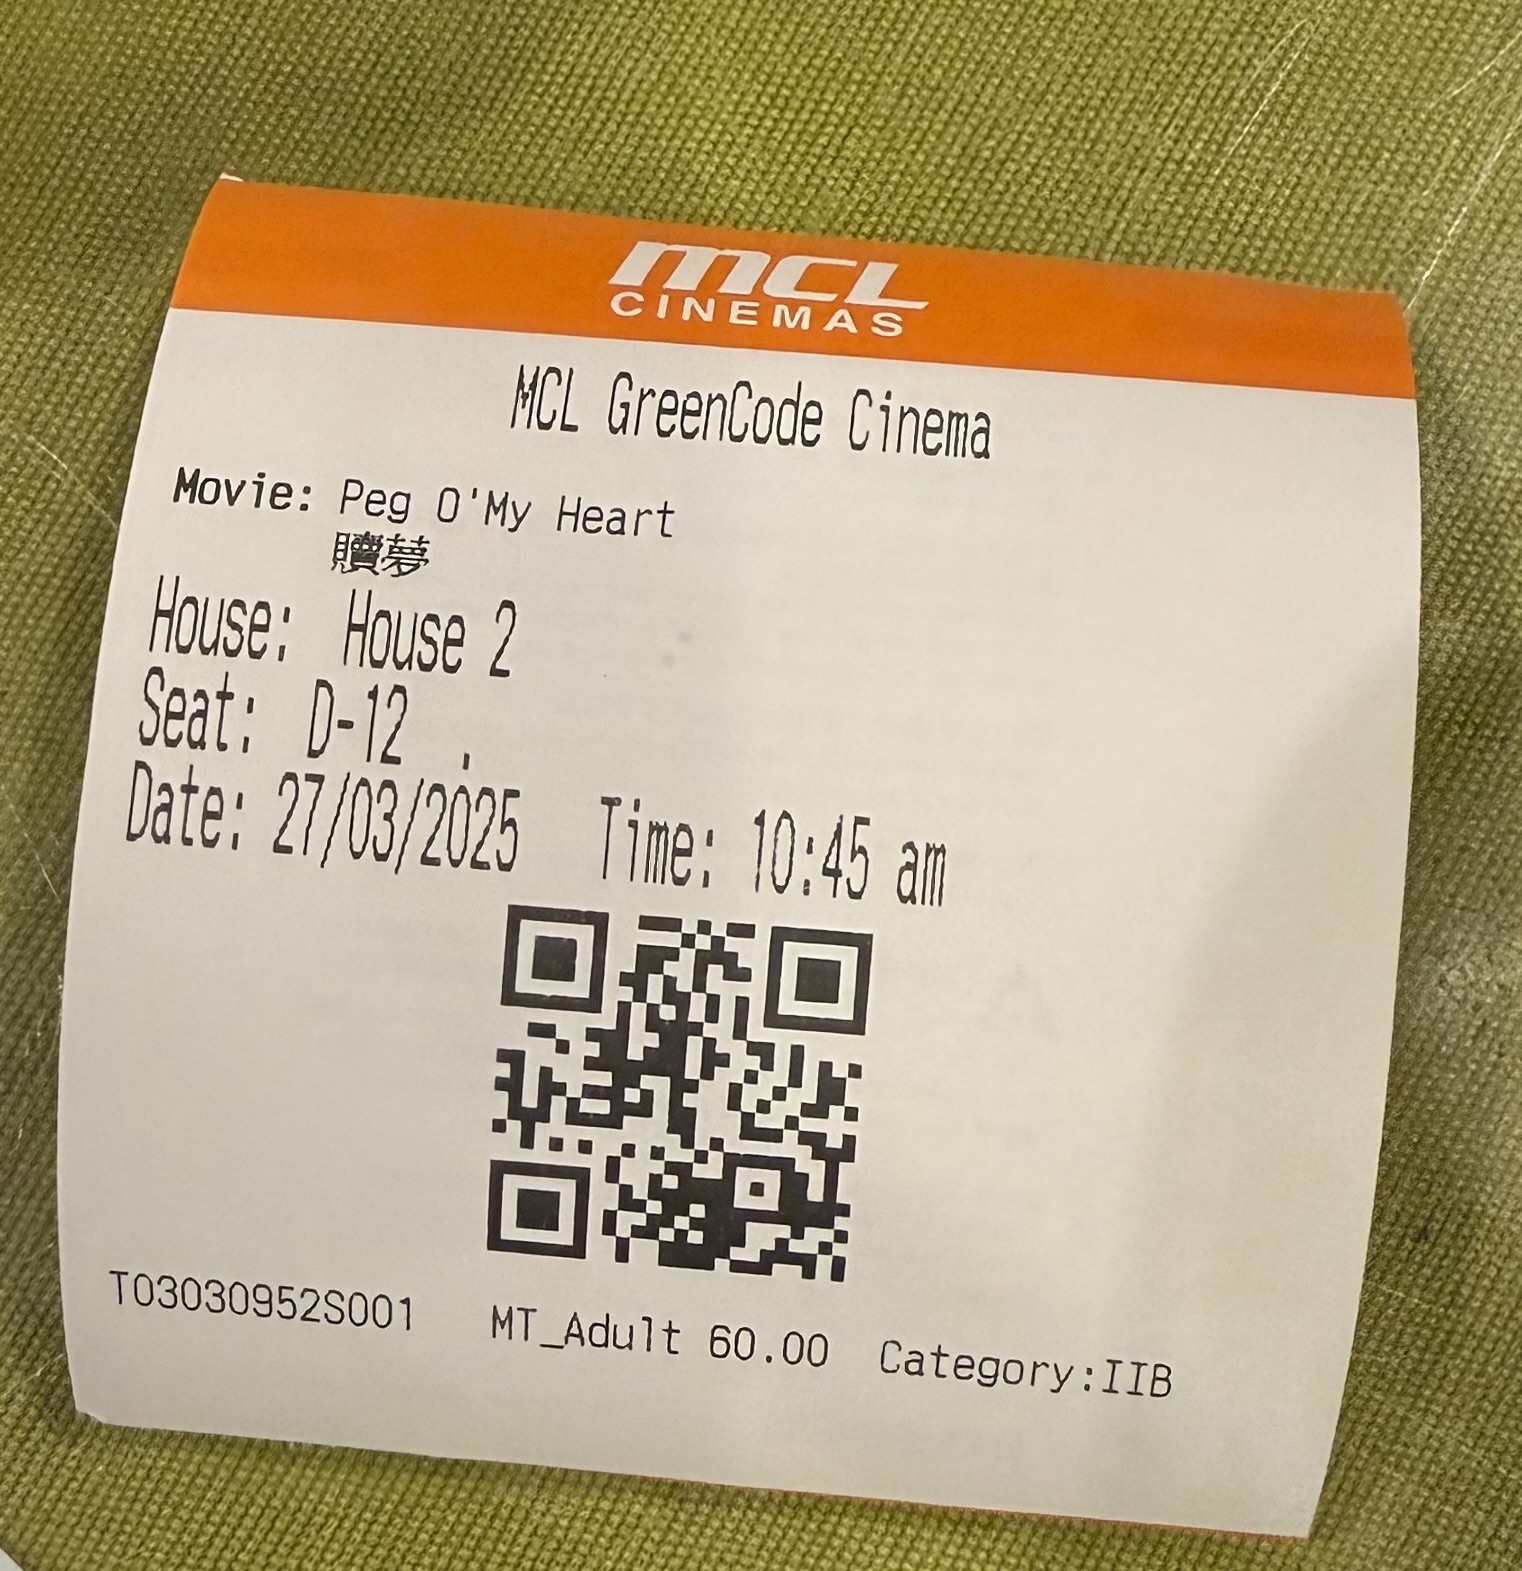 mcl
CINEMAS
MCL GreenCode Cinema
Movie: Peg O'My Heart
贖夢
House: House 2
Seat: D-12 .
Date: 27/03/2025 Time: 10:45 am
T03030952S001 MT_Adult 60.00 Category:IIB